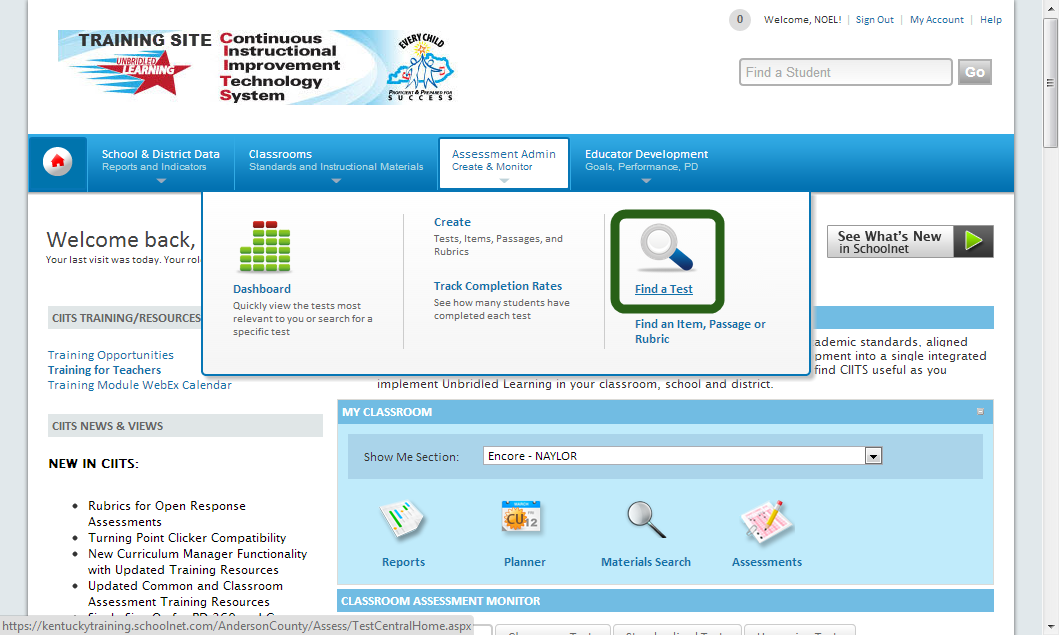 0 Welcome, NOEL! | Sign Out | My Account | Help
TRAINING SITE
UNBRIDLED
LEARNING
Continuous
Instructional
Improvement
Technology
System
EVERY CHILD
PROFICIENT & PREPARED FOR
SUCCESS
Find a Student Go
School & District Data
Reports and Indicators
Classrooms
Standards and Instructional Materials
Assessment Admin
Create & Monitor
Educator Development
Goals, Performance, PD
Welcome back,
Your last visit was today. Your rol
Dashboard
Quickly view the tests most
relevant to you or search for a
specific test
Create
Tests, Items, Passages, and
Rubrics
Track Completion Rates
See how many students have
completed each test
Find a Test
Find an Item, Passage or
Rubric
See What's New
in Schoolnet
CIITS TRAINING/RESOURCES
Training Opportunities
Training for Teachers
Training Module WebEx Calendar
ademic standards, aligned
pment into a single integrated
find CIITS useful as you
implement Unbridled Learning in your classroom, school and district.
CIITS NEWS & VIEWS
NEW IN CIITS:
• Rubrics for Open Response
Assessments
• Turning Point Clicker Compatibility
• New Curriculum Manager Functionality
with Updated Training Resources
• Updated Common and Classroom
Assessment Training Resources
MY CLASSROOM
Show Me Section: Encore - NAYLOR
CU
12
Reports
Planner
Materials Search
Assessments
CLASSROOM ASSESSMENT MONITOR
https://kentuckytraining.schoolnet.com/AndersonCounty/Assess/TestCentralHome.aspx